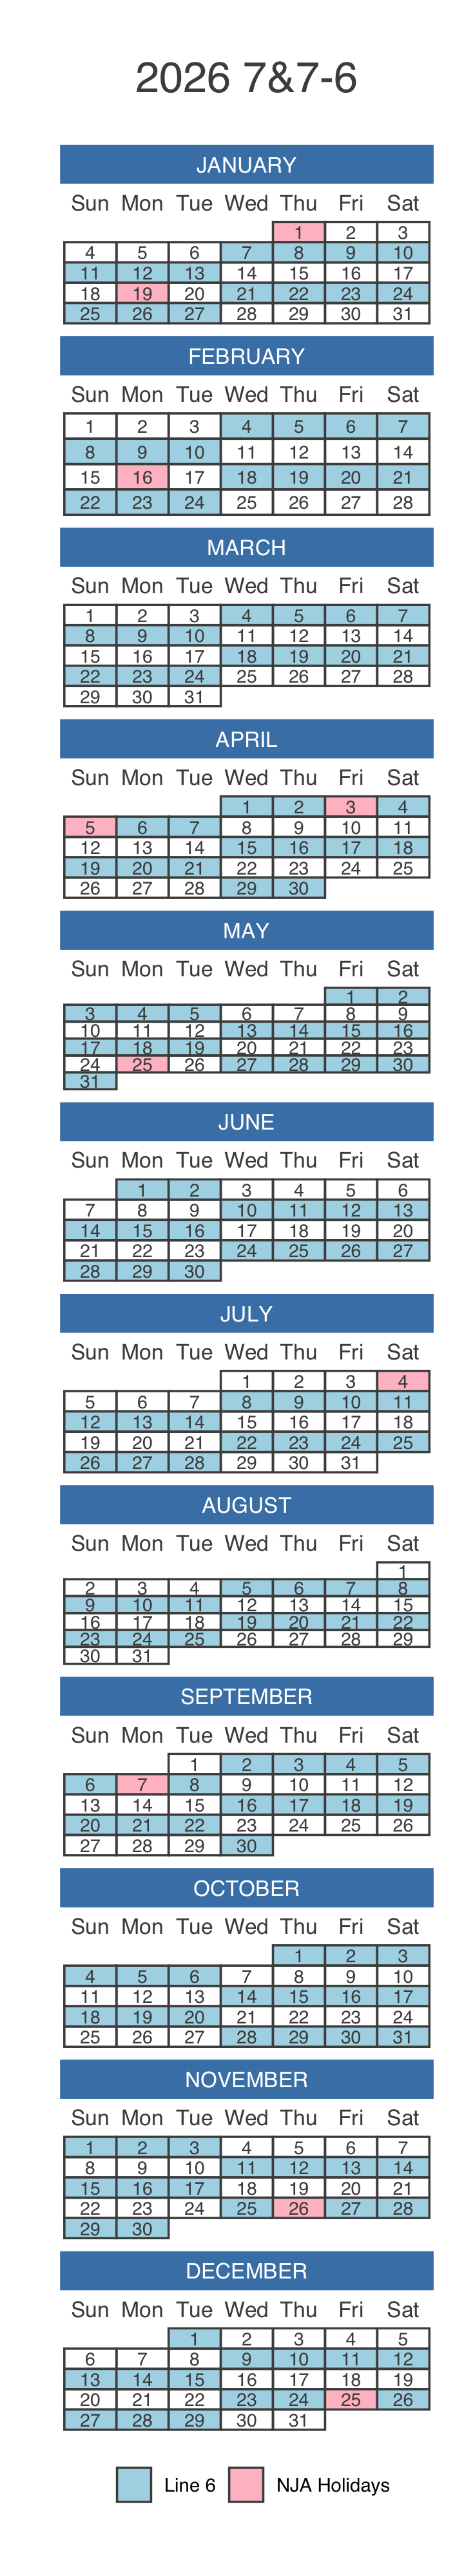 2026 7&7-6
JANUARY
Sun Mon Tue Wed Thu Fri Sat
1 2 3
4 5 6 7 8 9 10
11 12 13 14 15 16 17
18 19 20 21 22 23 24
25 26 27 28 29 30 31
FEBRUARY
Sun Mon Tue Wed Thu Fri Sat
1 2 3 4 5 6 7
8 9 10 11 12 13 14
15 16 17 18 19 20 21
22 23 24 25 26 27 28
MARCH
Sun Mon Tue Wed Thu Fri Sat
1 2 3 4 5 6 7
8 9 10 11 12 13 14
15 16 17 18 19 20 21
22 23 24 25 26 27 28
29 30 31
APRIL
Sun Mon Tue Wed Thu Fri Sat
1 2 3 4
5 6 7 8 9 10 11
12 13 14 15 16 17 18
19 20 21 22 23 24 25
26 27 28 29 30
MAY
Sun Mon Tue Wed Thu Fri Sat
1 2
3 4 5 6 7 8 9
10 11 12 13 14 15 16
17 18 19 20 21 22 23
24 25 26 27 28 29 30
31
JUNE
Sun Mon Tue Wed Thu Fri Sat
1 2 3 4 5 6
7 8 9 10 11 12 13
14 15 16 17 18 19 20
21 22 23 24 25 26 27
28 29 30
JULY
Sun Mon Tue Wed Thu Fri Sat
1 2 3 4
5 6 7 8 9 10 11
12 13 14 15 16 17 18
19 20 21 22 23 24 25
26 27 28 29 30 31
AUGUST
Sun Mon Tue Wed Thu Fri Sat
1
2 3 4 5 6 7 8
9 10 11 12 13 14 15
16 17 18 19 20 21 22
23 24 25 26 27 28 29
30 31
SEPTEMBER
Sun Mon Tue Wed Thu Fri Sat
1 2 3 4 5
6 7 8 9 10 11 12
13 14 15 16 17 18 19
20 21 22 23 24 25 26
27 28 29 30
OCTOBER
Sun Mon Tue Wed Thu Fri Sat
1 2 3
4 5 6 7 8 9 10
11 12 13 14 15 16 17
18 19 20 21 22 23 24
25 26 27 28 29 30 31
NOVEMBER
Sun Mon Tue Wed Thu Fri Sat
1 2 3 4 5 6 7
8 9 10 11 12 13 14
15 16 17 18 19 20 21
22 23 24 25 26 27 28
29 30
DECEMBER
Sun Mon Tue Wed Thu Fri Sat
1 2 3 4 5
6 7 8 9 10 11 12
13 14 15 16 17 18 19
20 21 22 23 24 25 26
27 28 29 30 31
Line 6 NJA Holidays